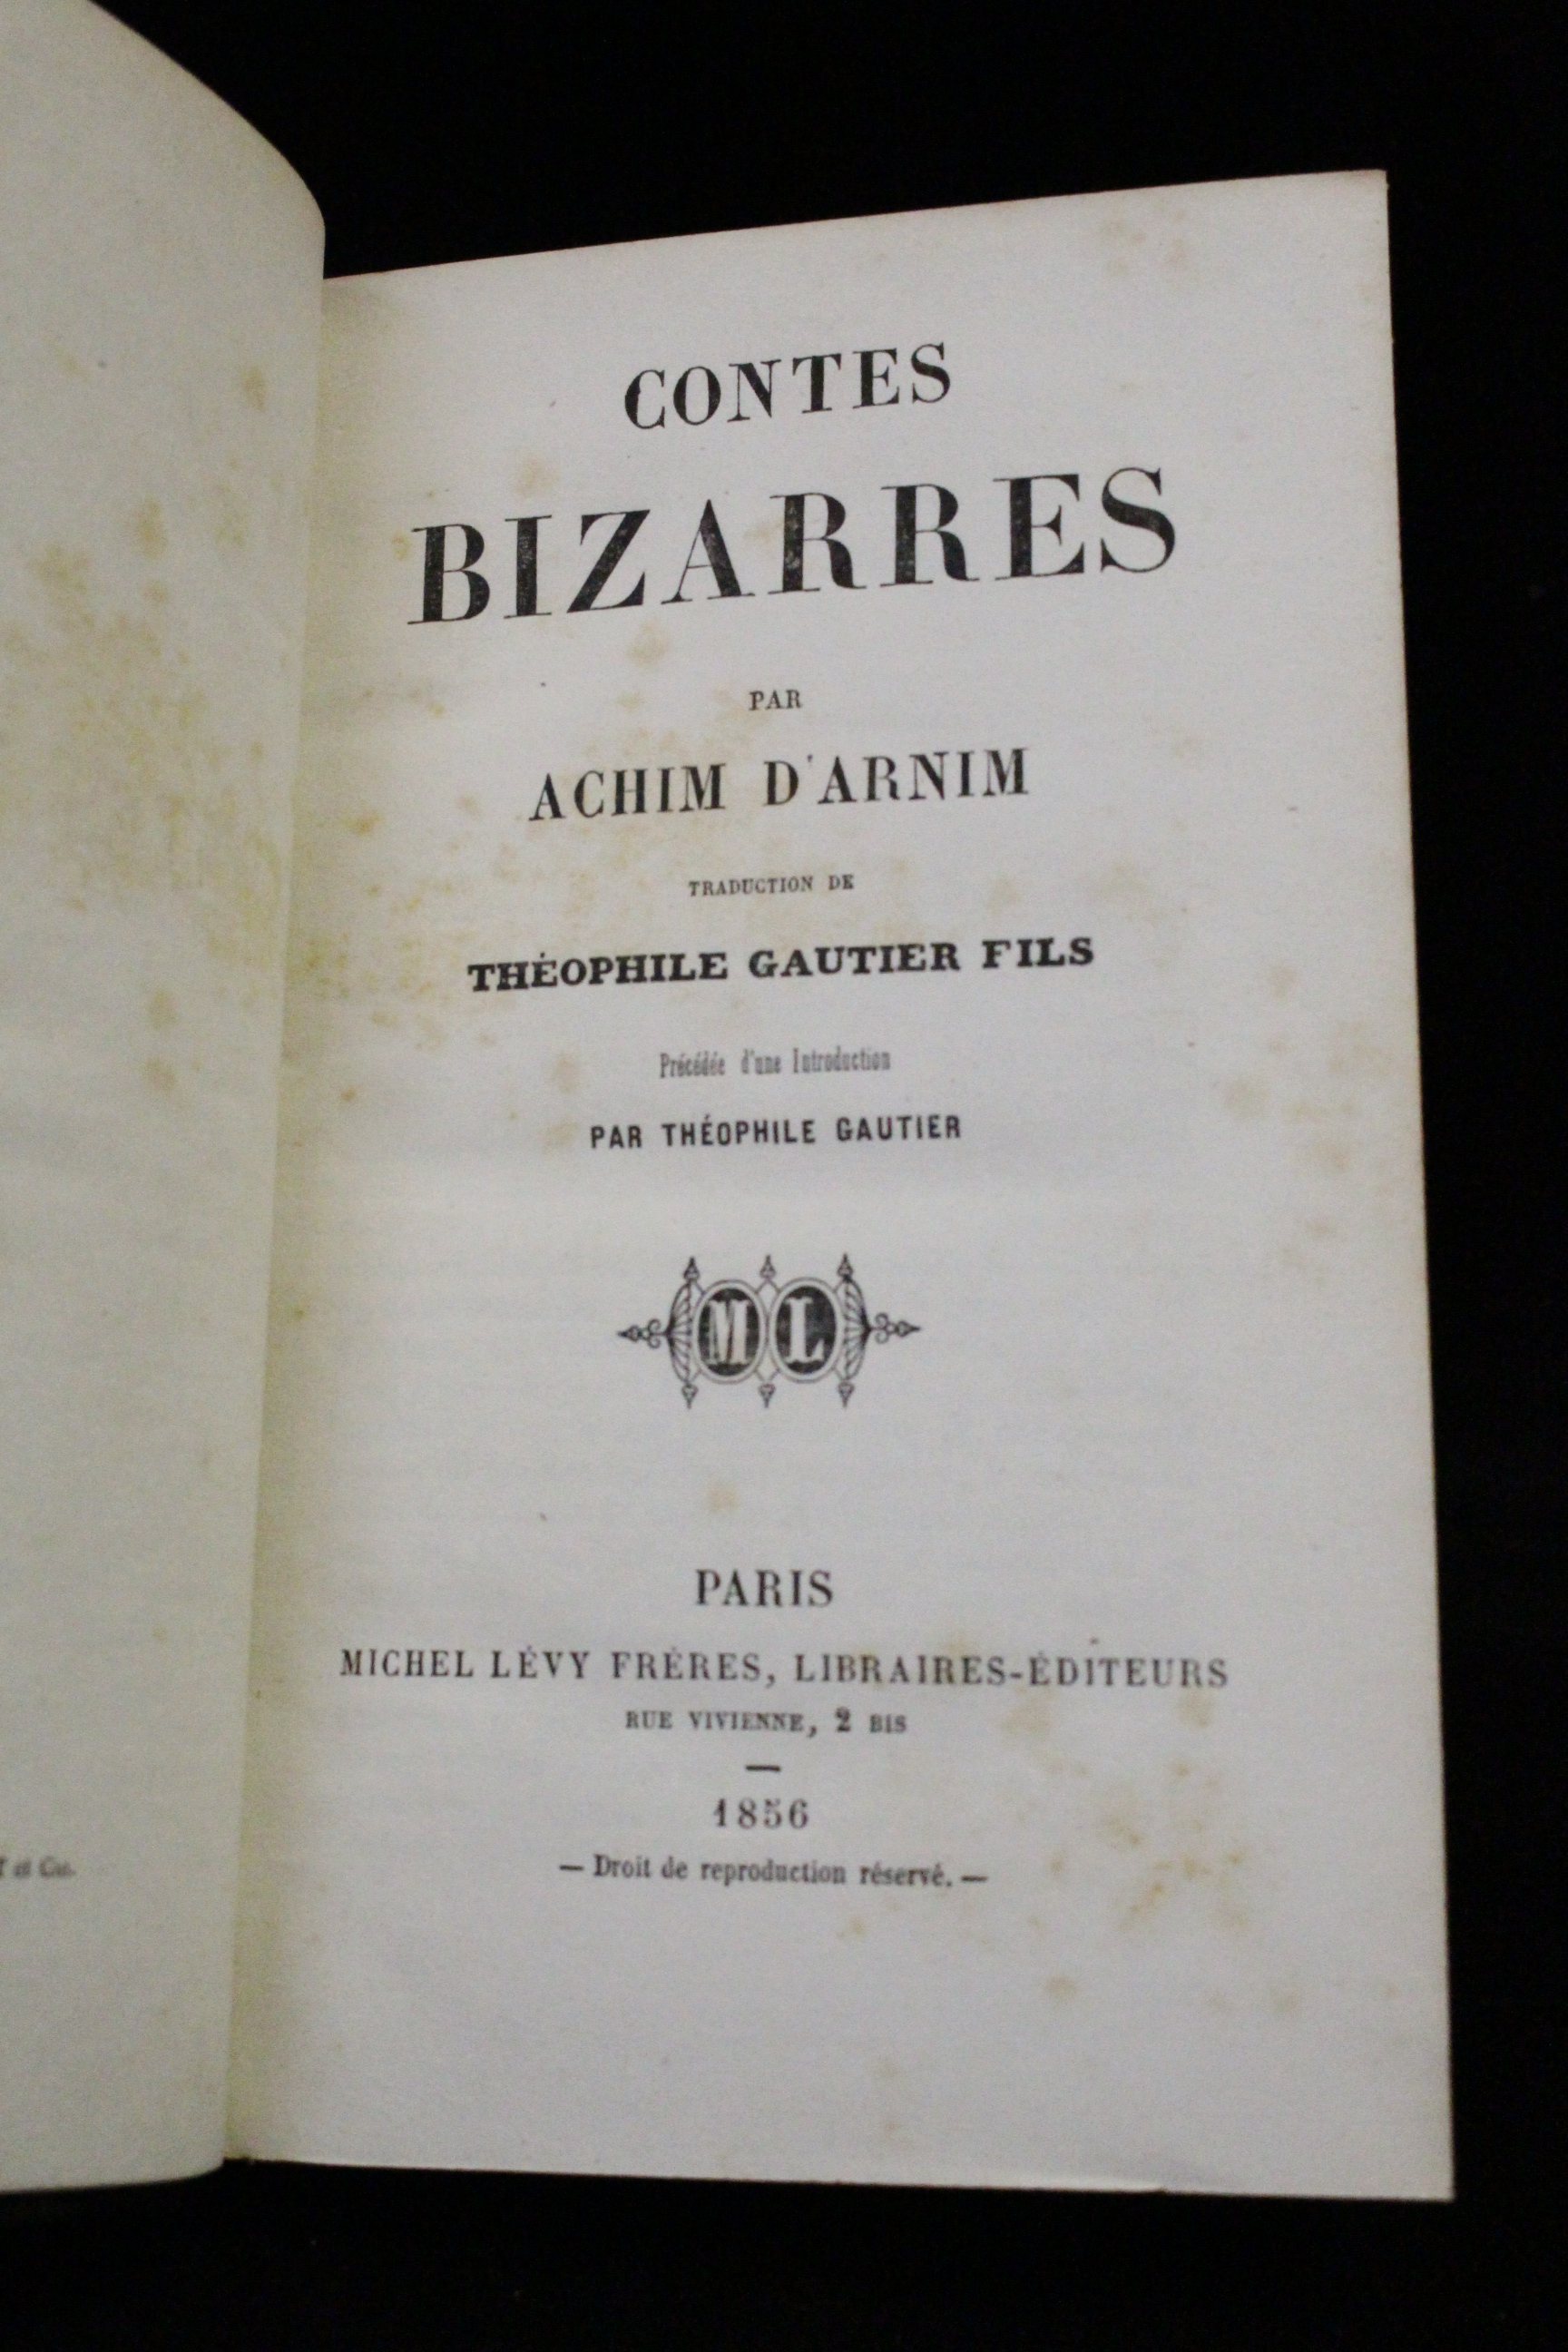 CONTES
BIZARRES
PAR
ACHIM D'ARNIM
TRADUCTION DE
THÉOPHILE GAUTIER FILS
Précédée d'une Introduction
PAR THÉOPHILE GAUTIER
M L
PARIS
MICHEL LÉVY FRÈRES, LIBRAIRES-ÉDITEURS
RUE VIVIENNE, 2 BIS
—
1856
— Droit de reproduction réservé. —